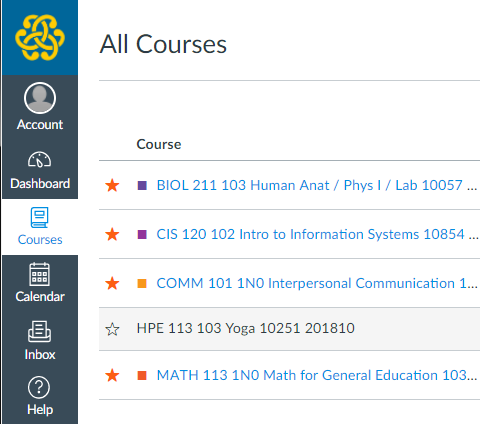 All Courses
Account
Dashboard
Courses
Calendar
Inbox
Help
Course
BIOL 211 103 Human Anat / Phys I / Lab 10057 ...
CIS 120 102 Intro to Information Systems 10854 ...
COMM 101 1N0 Interpersonal Communication 1...
HPE 113 103 Yoga 10251 201810
MATH 113 1N0 Math for General Education 103...